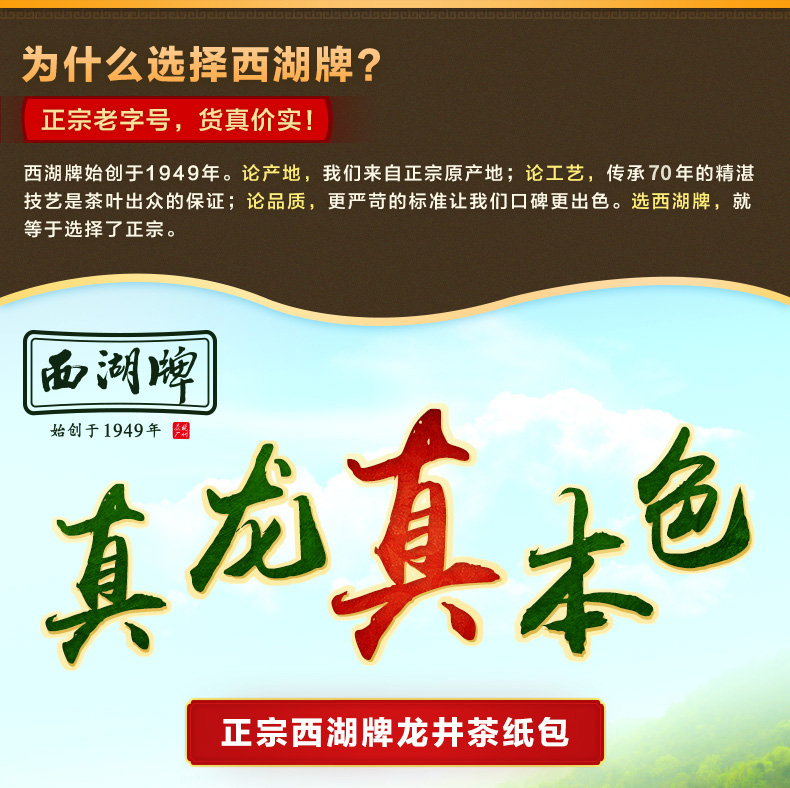 为什么选择西湖牌?
正宗老字号，货真价实!
西湖牌始创于1949年。论产地，我们来自正宗原产地；论工艺，传承70年的精湛
技艺是茶叶出众的保证；论品质，更严苛的标准让我们口碑更出色。选西湖牌，就
等于选择了正宗。
西湖牌
始创于1949年
真龙真本色
正宗西湖牌龙井茶纸包